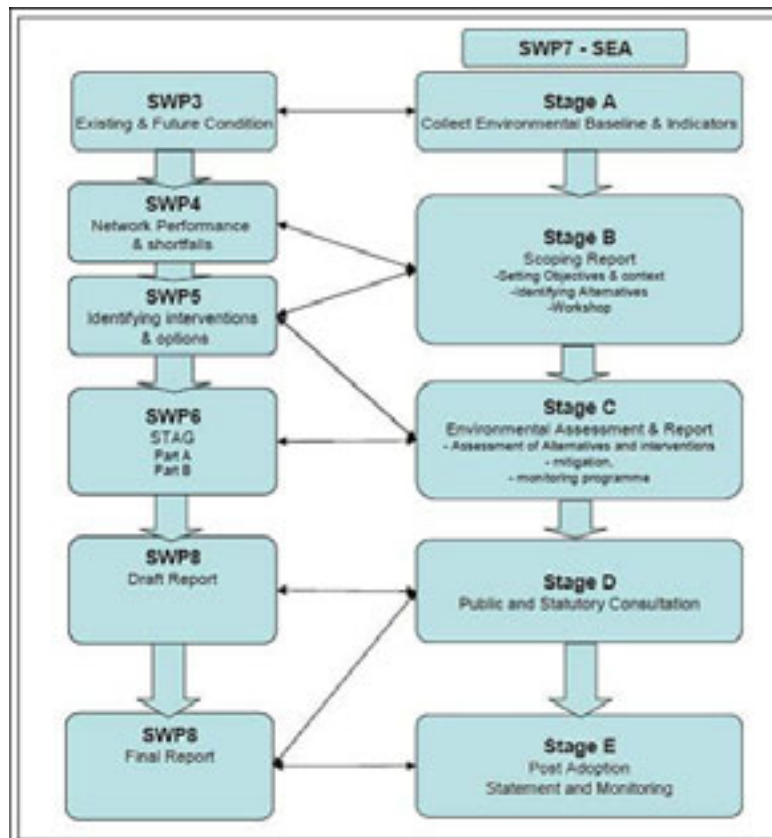 SWP7 - SEA
SWP3
Existing & Future Condition
Stage A
Collect Environmental Baseline & Indicators
SWP4
Network Performance
& shortfalls
Stage B
Scoping Report
-Setting Objectives & context
-Identifying Alternatives
-Workshop
SWP5
Identifying interventions
& options
SWP6
STAG
Part A
Part B
Stage C
Environmental Assessment & Report
- Assessment of Alternatives and interventions
- mitigation,
- monitoring programme
SWP8
Draft Report
Stage D
Public and Statutory Consultation
SWP8
Final Report
Stage E
Post Adoption
Statement and Monitoring